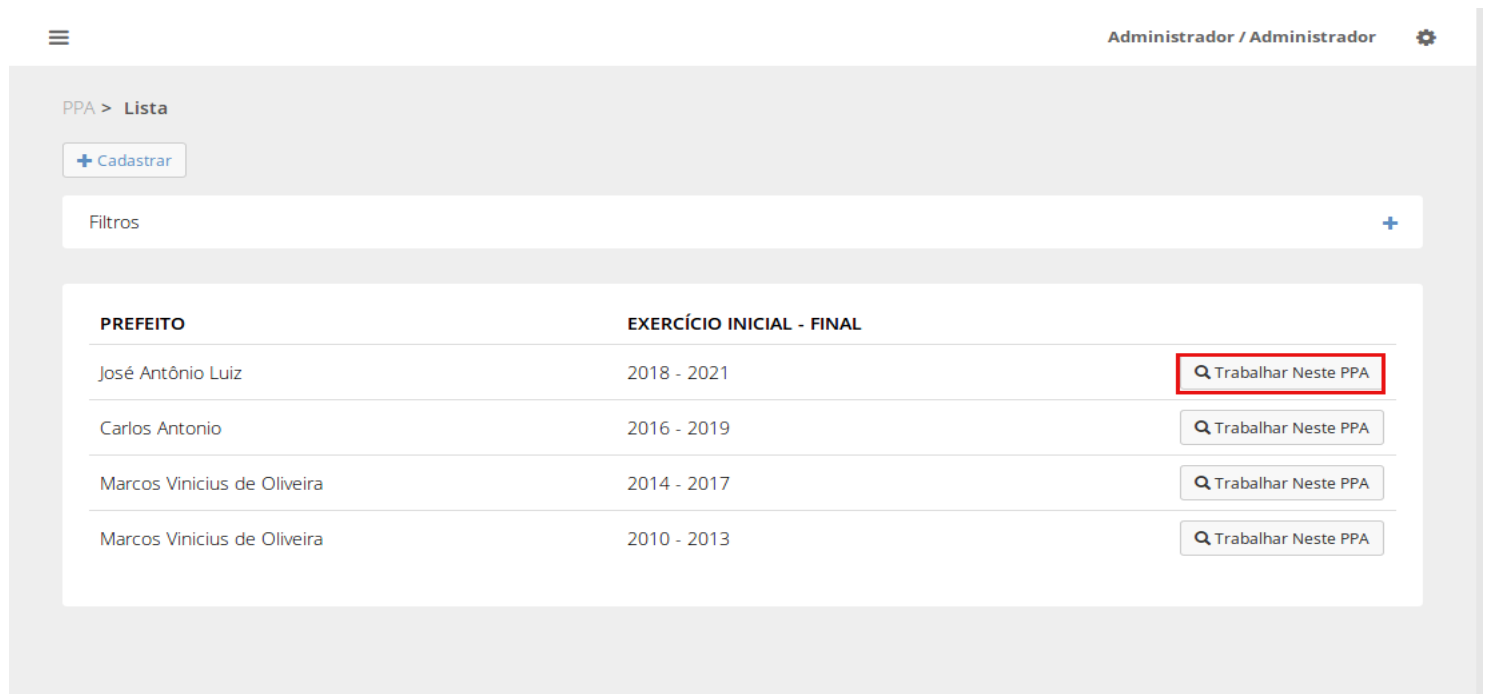 Administrador / Administrador
PPA > Lista
Cadastrar
Filtros
PREFEITO EXERCÍCIO INICIAL - FINAL
José Antônio Luiz 2018 - 2021 Trabalhar Neste PPA
Carlos Antonio 2016 - 2019 Trabalhar Neste PPA
Marcos Vinicius de Oliveira 2014 - 2017 Trabalhar Neste PPA
Marcos Vinicius de Oliveira 2010 - 2013 Trabalhar Neste PPA